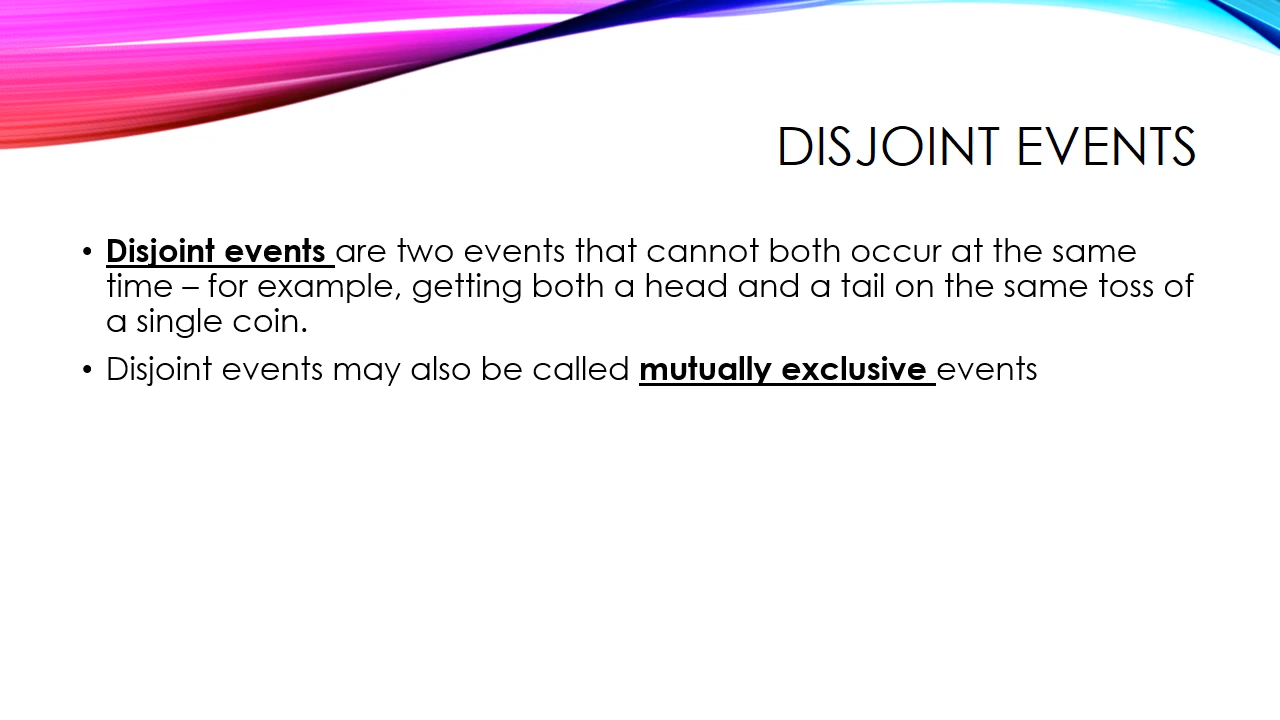 DISJOINT EVENTS
• Disjoint events are two events that cannot both occur at the same
time – for example, getting both a head and a tail on the same toss of
a single coin.
• Disjoint events may also be called mutually exclusive events